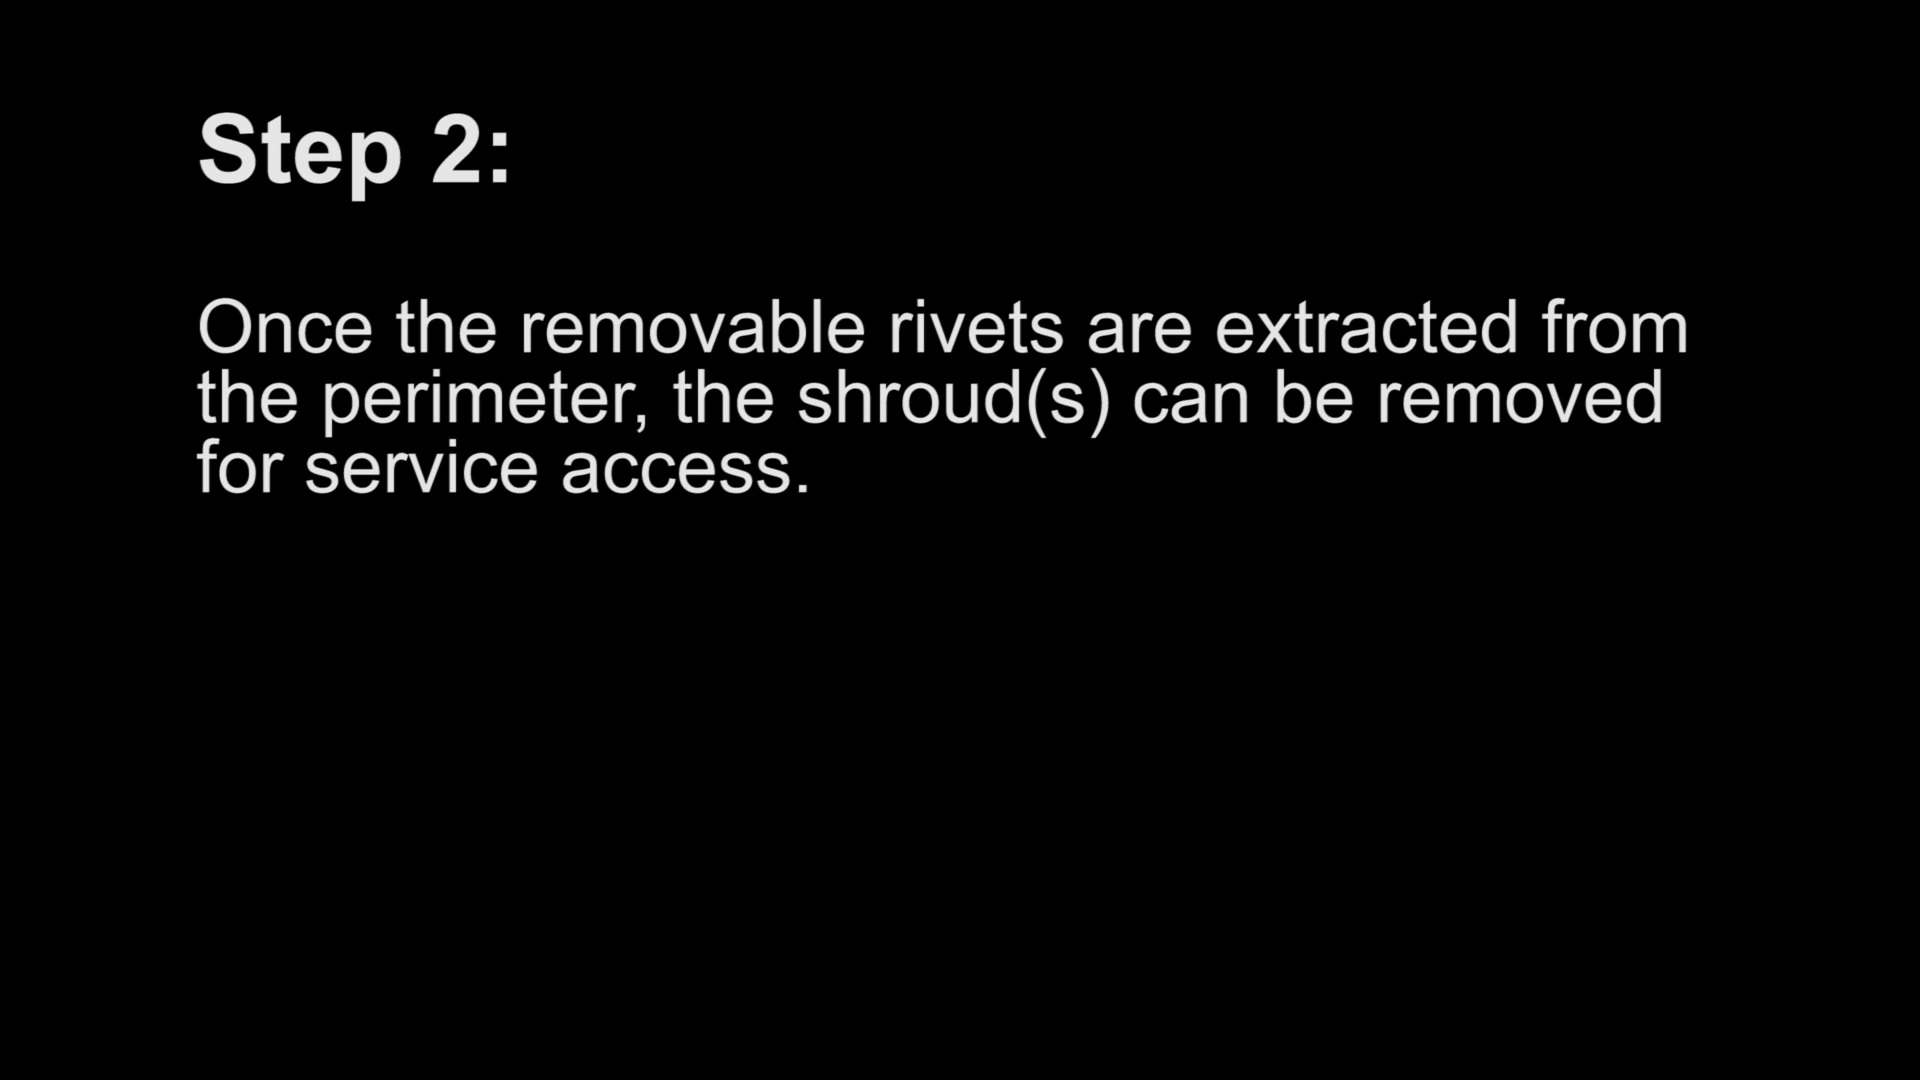 Step 2:
Once the removable rivets are extracted from
the perimeter, the shroud(s) can be removed
for service access.